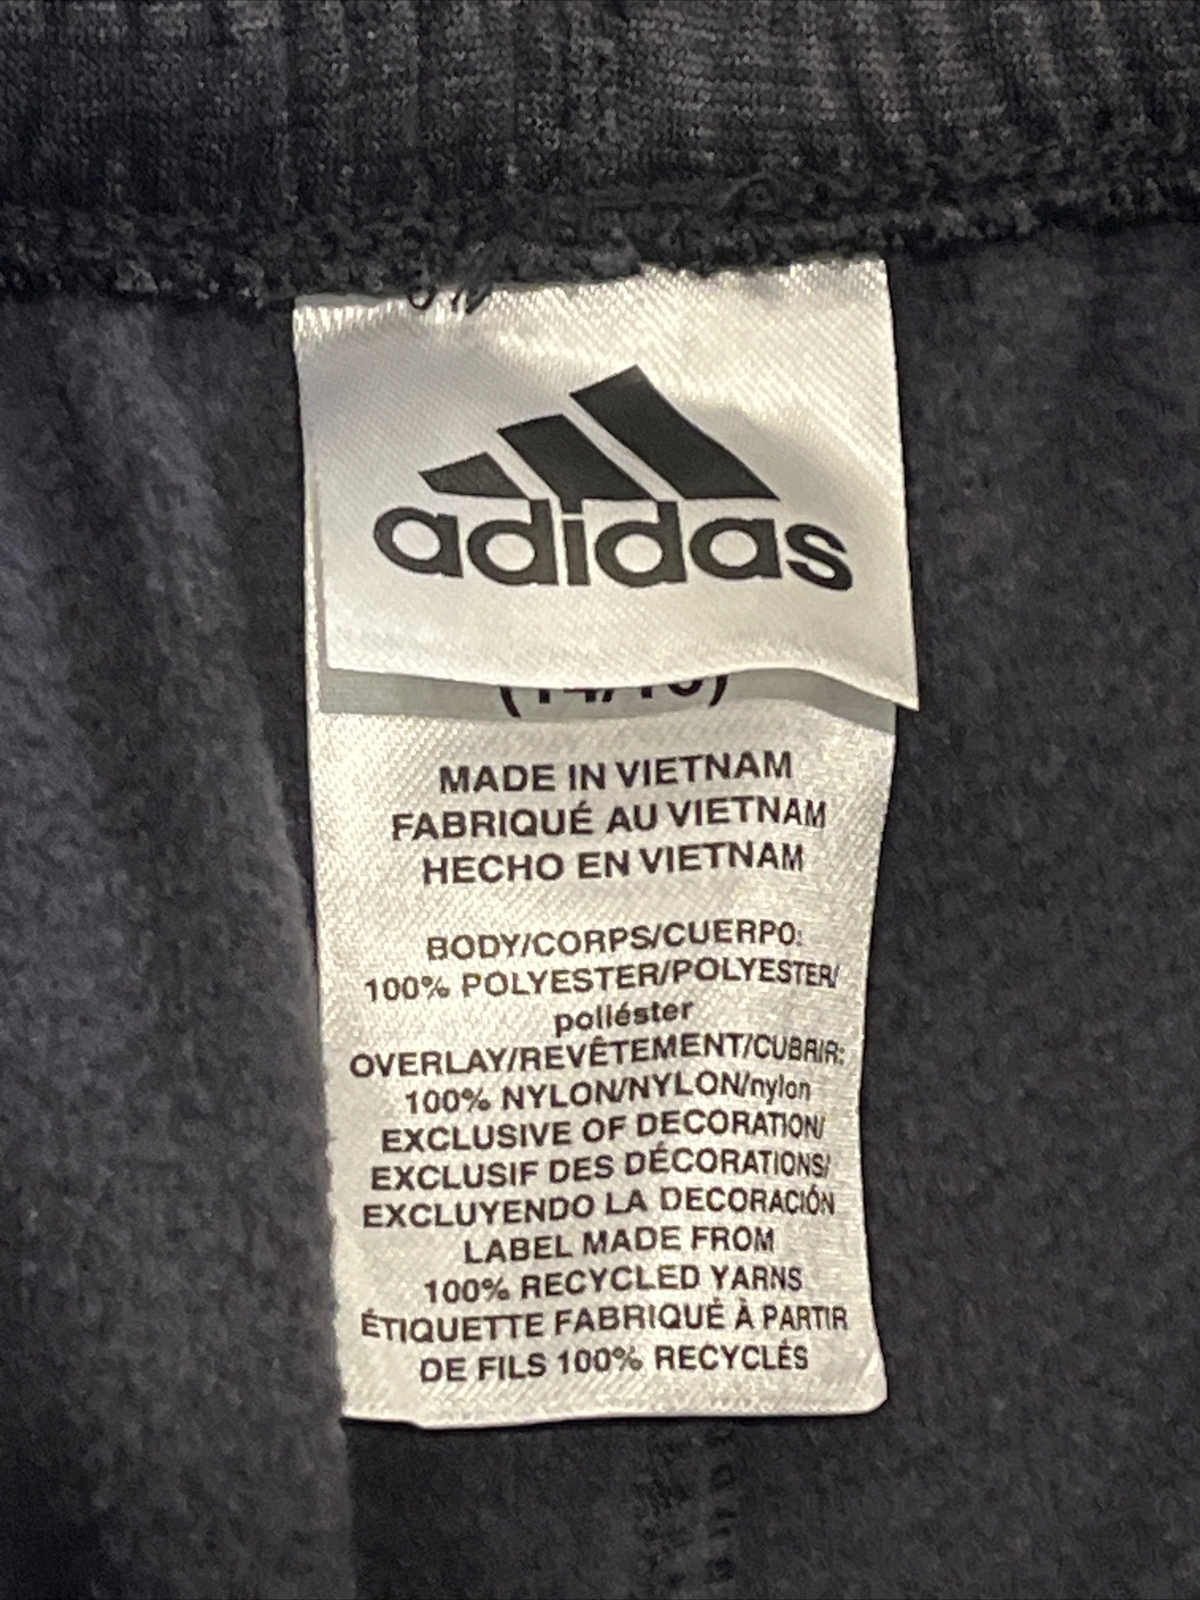 adidas
MADE IN VIETNAM
FABRIQUÉ AU VIETNAM
HECHO EN VIETNAM
BODY/CORPS/CUERPO:
100% POLYESTER/POLYESTER/
poliéster
OVERLAY/REVÊTEMENT/CUBRIR:
100% NYLON/NYLON/nylon
EXCLUSIVE OF DECORATION/
EXCLUSIF DES DÉCORATIONS/
EXCLUYENDO LA DECORACIÓN
LABEL MADE FROM
100% RECYCLED YARNS
ÉTIQUETTE FABRIQUÉ À PARTIR
DE FILS 100% RECYCLÉS